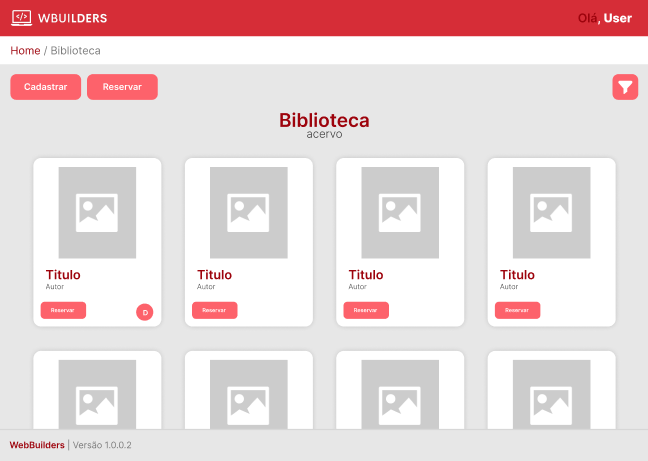 WBUILDERS
Olá, User
Home / Biblioteca
Cadastrar
Reservar
Biblioteca
acervo
Titulo
Autor
Reservar
D
Titulo
Autor
Reservar
Titulo
Autor
Reservar
Titulo
Autor
Reservar
WebBuilders | Versão 1.0.0.2